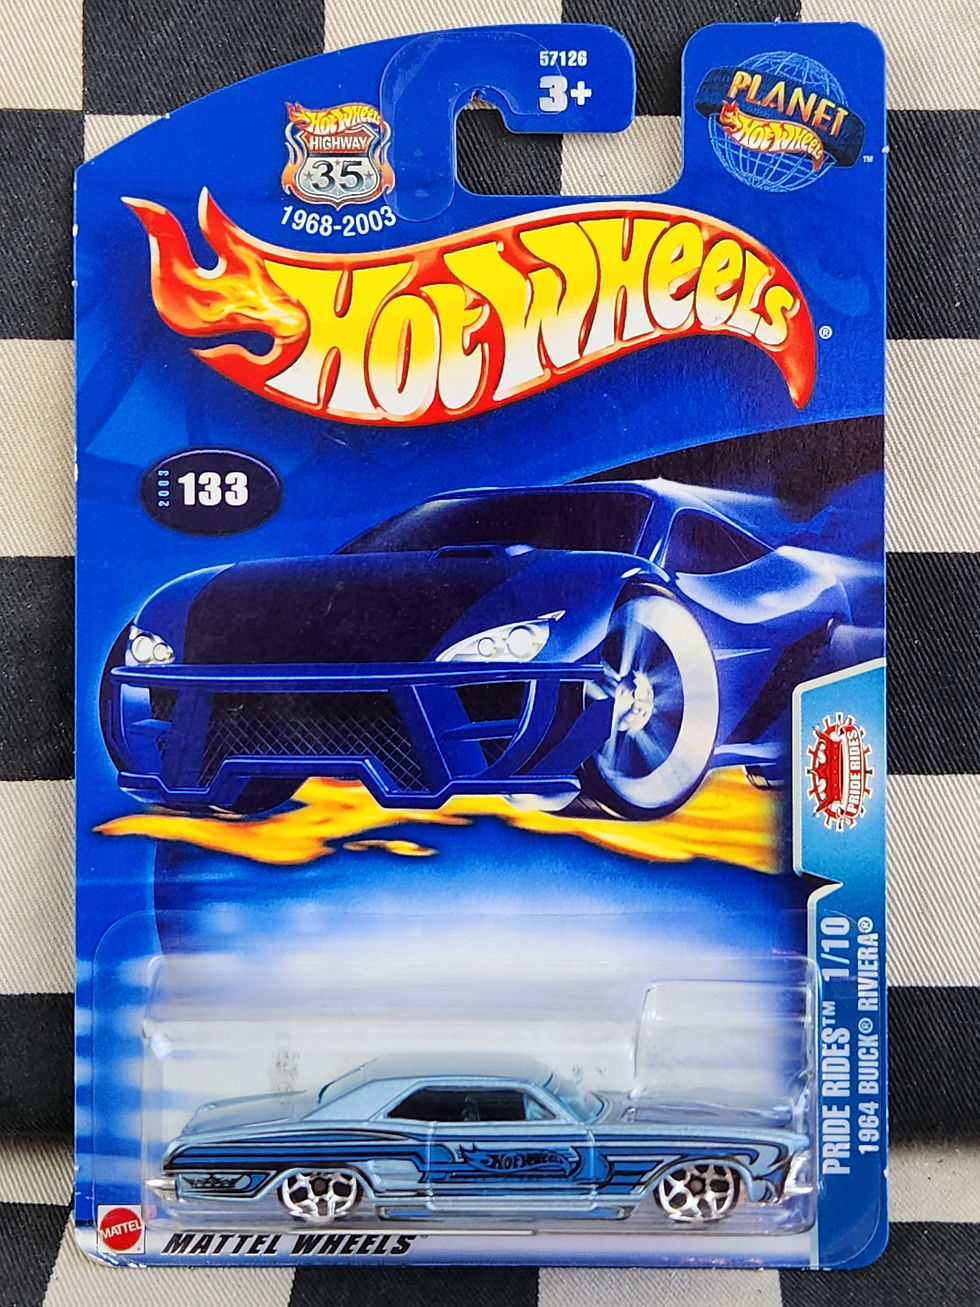 57126
3+
PLANET
HOT WHEELS
™
HOT WHEELS
HIGHWAY
35
1968-2003
HOT WHEELS®
2003
133
PRIDE RIDES
PRIDE RIDES™ 1/10
1964 BUICK® RIVIERA®
HOT WHEELS
MATTEL
MATTEL WHEELS